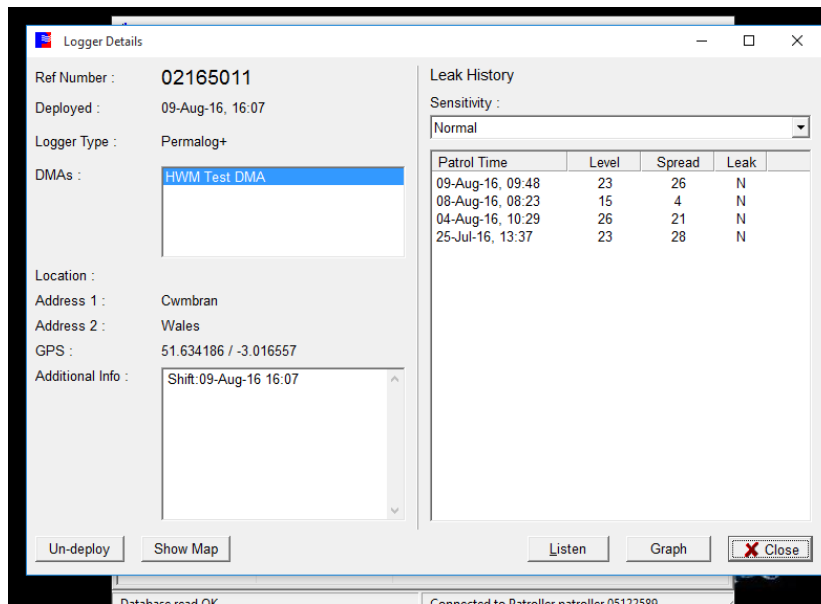 Logger Details
Ref Number : 02165011
Deployed : 09-Aug-16, 16:07
Logger Type : Permalog+
DMAs : HWM Test DMA
Location :
Address 1 : Cwmbran
Address 2 : Wales
GPS : 51.634186 / -3.016557
Additional Info : Shift:09-Aug-16 16:07
Un-deploy Show Map
Leak History
Sensitivity :
Normal
Patrol Time Level Spread Leak
09-Aug-16, 09:48 23 26 N
08-Aug-16, 08:23 15 4 N
04-Aug-16, 10:29 26 21 N
25-Jul-16, 13:37 23 28 N
Listen Graph Close
Database read OK Connected to Patroller patroller 05122589